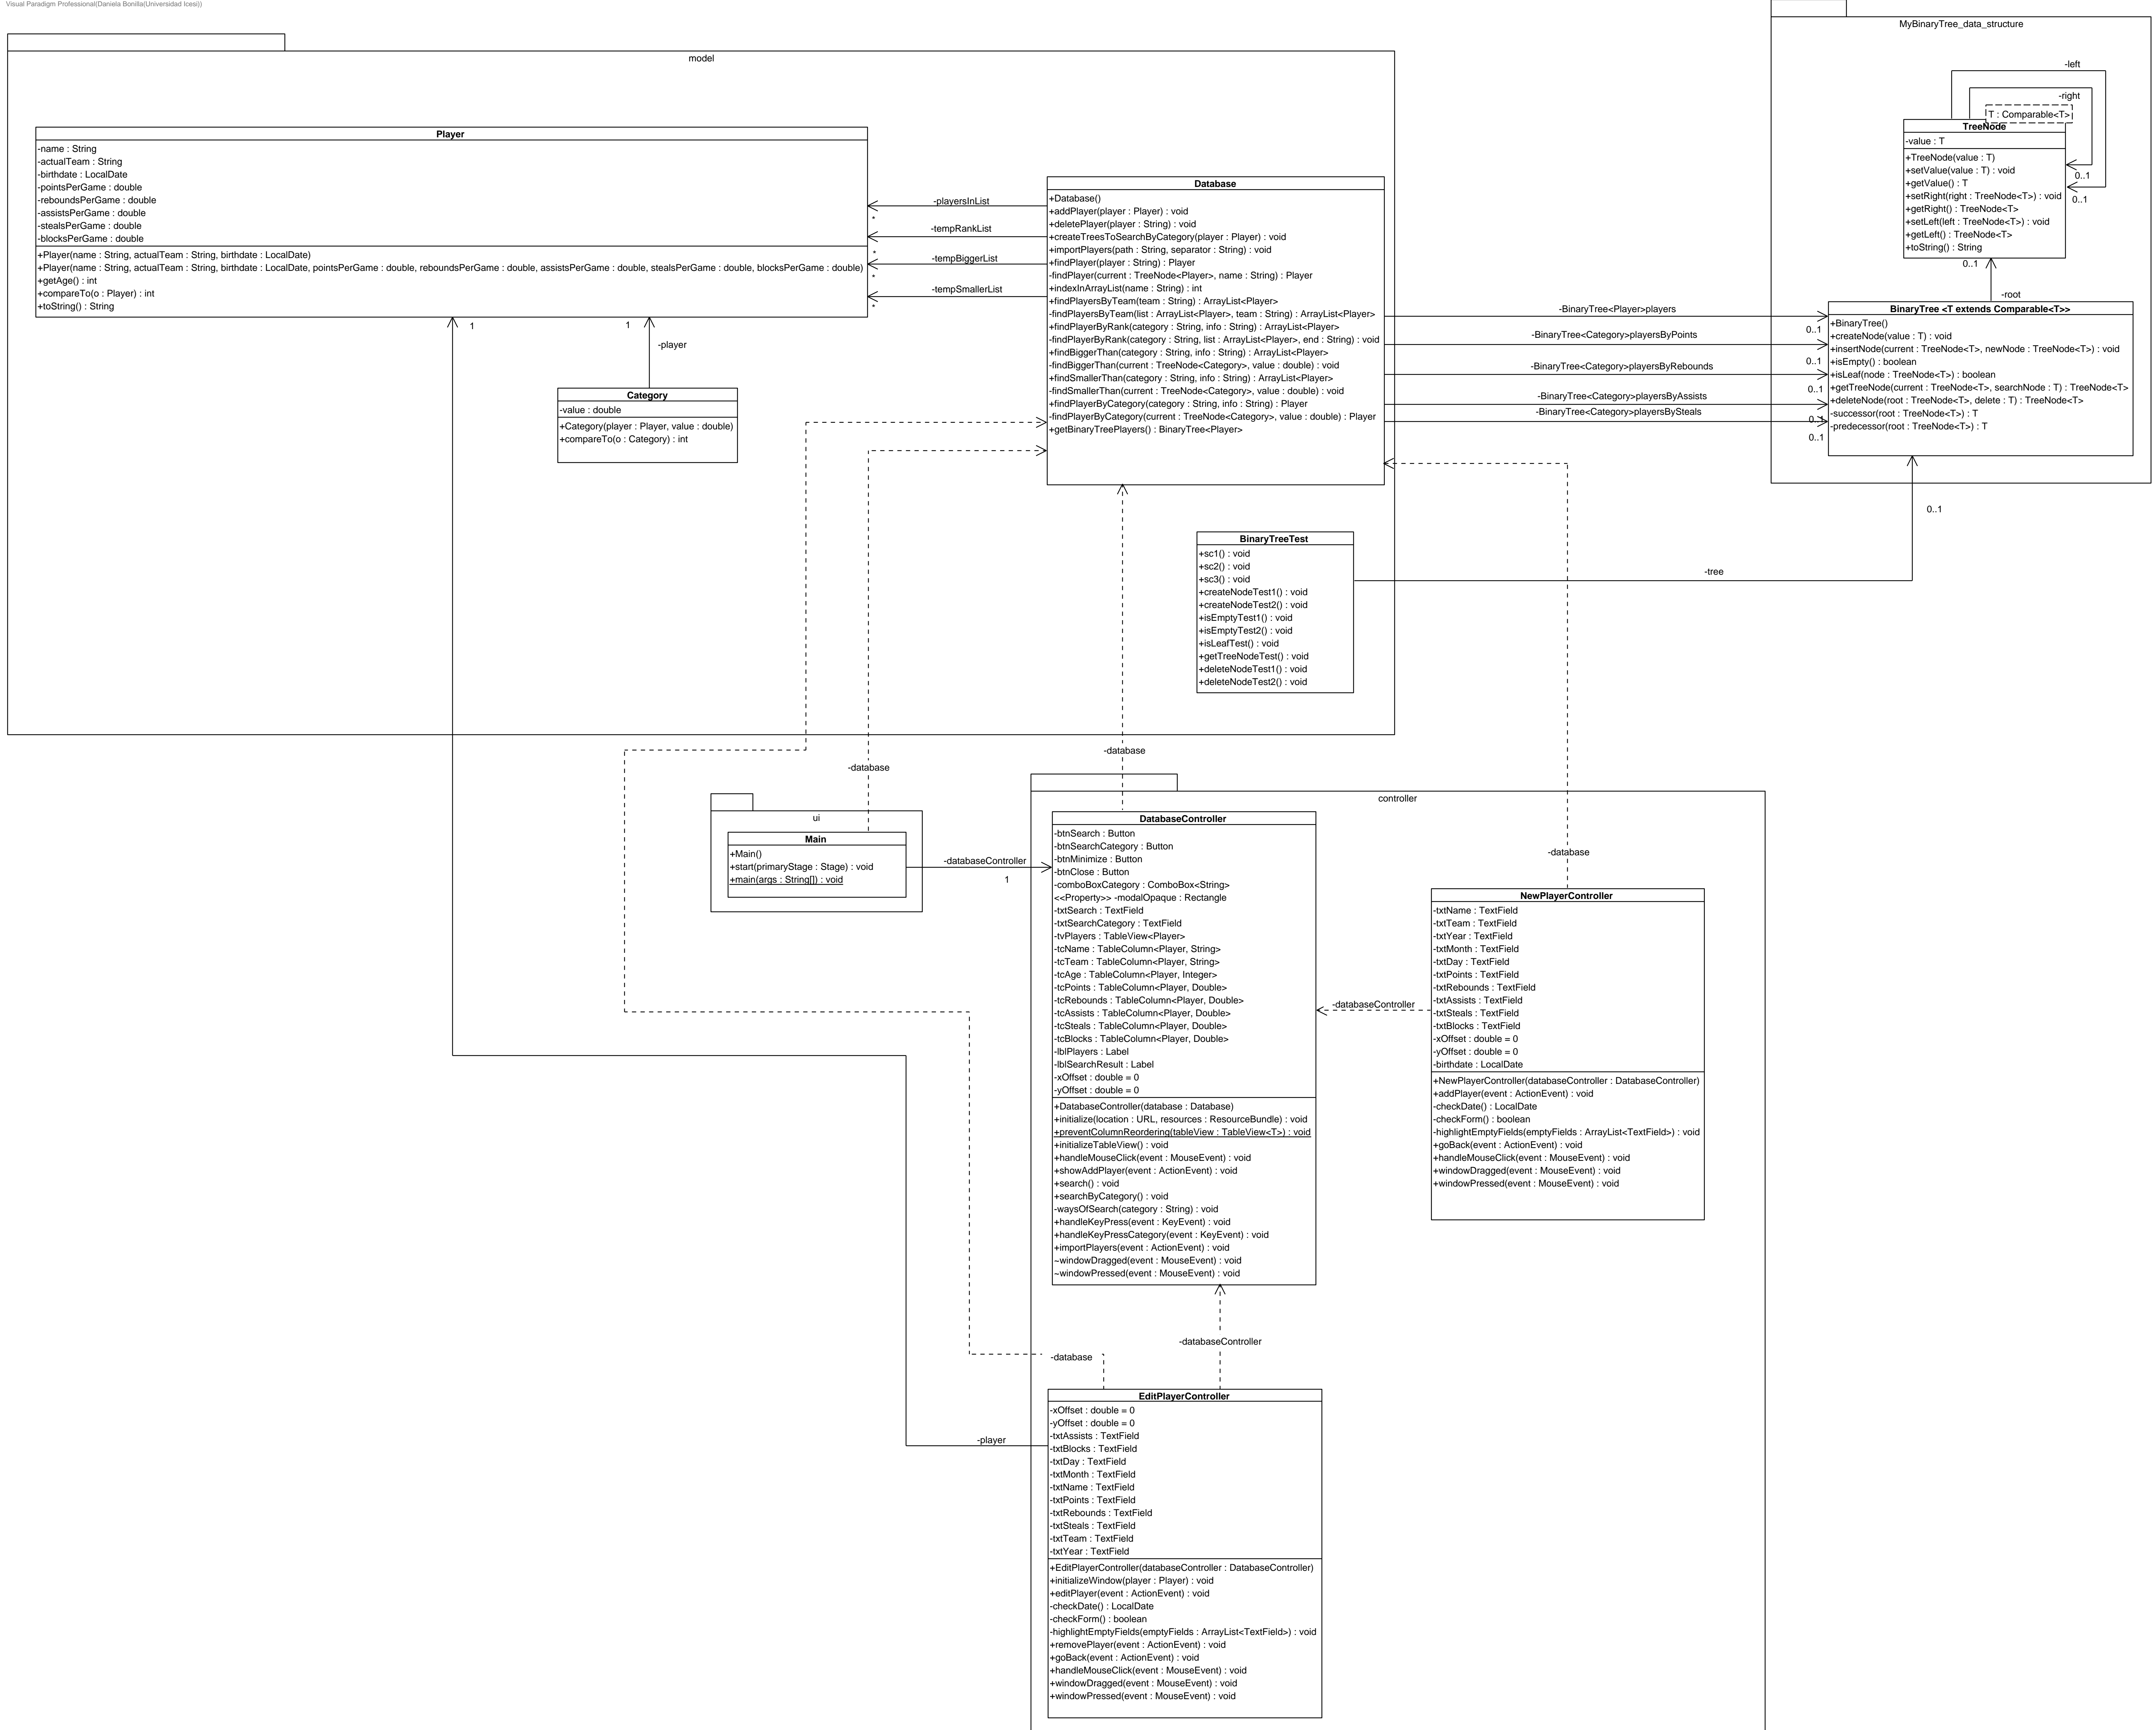 Visual Paradigm Professional(Daniela Bonilla(Universidad Icesi))
model
Player
-name : String
-actualTeam : String
-birthdate : LocalDate
-pointsPerGame : double
-reboundsPerGame : double
-assistsPerGame : double
-stealsPerGame : double
-blocksPerGame : double
+Player(name : String, actualTeam : String, birthdate : LocalDate)
+Player(name : String, actualTeam : String, birthdate : LocalDate, pointsPerGame : double, reboundsPerGame : double, assistsPerGame : double, stealsPerGame : double, blocksPerGame : double)
+getAge() : int
+compareTo(o : Player) : int
+toString() : String
-playersInList
*
-tempRankList
*
-tempBiggerList
*
-tempSmallerList
*
1
1
-player
Category
-value : double
+Category(player : Player, value : double)
+compareTo(o : Category) : int
Database
+Database()
+addPlayer(player : Player) : void
+deletePlayer(player : String) : void
+createTreesToSearchByCategory(player : Player) : void
+importPlayers(path : String, separator : String) : void
+findPlayer(player : String) : Player
-findPlayer(current : TreeNode<Player>, name : String) : Player
+indexInArrayList(name : String) : int
+findPlayersByTeam(team : String) : ArrayList<Player>
-findPlayersByTeam(list : ArrayList<Player>, team : String) : ArrayList<Player>
+findPlayerByRank(category : String, info : String) : ArrayList<Player>
-findPlayerByRank(category : String, list : ArrayList<Player>, end : String) : void
+findBiggerThan(category : String, info : String) : ArrayList<Player>
-findBiggerThan(current : TreeNode<Category>, value : double) : void
+findSmallerThan(category : String, info : String) : ArrayList<Player>
-findSmallerThan(current : TreeNode<Category>, value : double) : void
+findPlayerByCategory(category : String, info : String) : Player
-findPlayerByCategory(current : TreeNode<Category>, value : double) : Player
+getBinaryTreePlayers() : BinaryTree<Player>
BinaryTreeTest
+sc1() : void
+sc2() : void
+sc3() : void
+createNodeTest1() : void
+createNodeTest2() : void
+isEmptyTest1() : void
+isEmptyTest2() : void
+isLeafTest() : void
+getTreeNodeTest() : void
+deleteNodeTest1() : void
+deleteNodeTest2() : void
-BinaryTree<Player>players
0..1
-BinaryTree<Category>playersByPoints
0..1
-BinaryTree<Category>playersByRebounds
0..1
-BinaryTree<Category>playersByAssists
0..1
-BinaryTree<Category>playersBySteals
0..1
-tree
0..1
MyBinaryTree_data_structure
-left
-right
T : Comparable<T>
TreeNode
-value : T
+TreeNode(value : T)
+setValue(value : T) : void
+getValue() : T
+setRight(right : TreeNode<T>) : void
+getRight() : TreeNode<T>
+setLeft(left : TreeNode<T>) : void
+getLeft() : TreeNode<T>
+toString() : String
0..1
0..1
0..1
-root
BinaryTree <T extends Comparable<T>>
+BinaryTree()
+createNode(value : T) : void
+insertNode(current : TreeNode<T>, newNode : TreeNode<T>) : void
+isEmpty() : boolean
+isLeaf(node : TreeNode<T>) : boolean
+getTreeNode(current : TreeNode<T>, searchNode : T) : TreeNode<T>
+deleteNode(root : TreeNode<T>, delete : T) : TreeNode<T>
-successor(root : TreeNode<T>) : T
-predecessor(root : TreeNode<T>) : T
-database
-database
-database
ui
Main
+Main()
+start(primaryStage : Stage) : void
+main(args : String[]) : void
-databaseController
1
controller
DatabaseController
-btnSearch : Button
-btnSearchCategory : Button
-btnMinimize : Button
-btnClose : Button
-comboBoxCategory : ComboBox<String>
<<Property>> -modalOpaque : Rectangle
-txtSearch : TextField
-txtSearchCategory : TextField
-tvPlayers : TableView<Player>
-tcName : TableColumn<Player, String>
-tcTeam : TableColumn<Player, String>
-tcAge : TableColumn<Player, Integer>
-tcPoints : TableColumn<Player, Double>
-tcRebounds : TableColumn<Player, Double>
-tcAssists : TableColumn<Player, Double>
-tcSteals : TableColumn<Player, Double>
-tcBlocks : TableColumn<Player, Double>
-lblPlayers : Label
-lblSearchResult : Label
-xOffset : double = 0
-yOffset : double = 0
+DatabaseController(database : Database)
+initialize(location : URL, resources : ResourceBundle) : void
+preventColumnReordering(tableView : TableView<T>) : void
+initializeTableView() : void
+handleMouseClick(event : MouseEvent) : void
+showAddPlayer(event : ActionEvent) : void
+search() : void
+searchByCategory() : void
-waysOfSearch(category : String) : void
+handleKeyPress(event : KeyEvent) : void
+handleKeyPressCategory(event : KeyEvent) : void
+importPlayers(event : ActionEvent) : void
~windowDragged(event : MouseEvent) : void
~windowPressed(event : MouseEvent) : void
-databaseController
NewPlayerController
-txtName : TextField
-txtTeam : TextField
-txtYear : TextField
-txtMonth : TextField
-txtDay : TextField
-txtPoints : TextField
-txtRebounds : TextField
-txtAssists : TextField
-txtSteals : TextField
-txtBlocks : TextField
-xOffset : double = 0
-yOffset : double = 0
-birthdate : LocalDate
+NewPlayerController(databaseController : DatabaseController)
+addPlayer(event : ActionEvent) : void
-checkDate() : LocalDate
-checkForm() : boolean
-highlightEmptyFields(emptyFields : ArrayList<TextField>) : void
+goBack(event : ActionEvent) : void
+handleMouseClick(event : MouseEvent) : void
+windowDragged(event : MouseEvent) : void
+windowPressed(event : MouseEvent) : void
-databaseController
-database
-player
EditPlayerController
-xOffset : double = 0
-yOffset : double = 0
-txtAssists : TextField
-txtBlocks : TextField
-txtDay : TextField
-txtMonth : TextField
-txtName : TextField
-txtPoints : TextField
-txtRebounds : TextField
-txtSteals : TextField
-txtTeam : TextField
-txtYear : TextField
+EditPlayerController(databaseController : DatabaseController)
+initializeWindow(player : Player) : void
+editPlayer(event : ActionEvent) : void
-checkDate() : LocalDate
-checkForm() : boolean
-highlightEmptyFields(emptyFields : ArrayList<TextField>) : void
+removePlayer(event : ActionEvent) : void
+goBack(event : ActionEvent) : void
+handleMouseClick(event : MouseEvent) : void
+windowDragged(event : MouseEvent) : void
+windowPressed(event : MouseEvent) : void